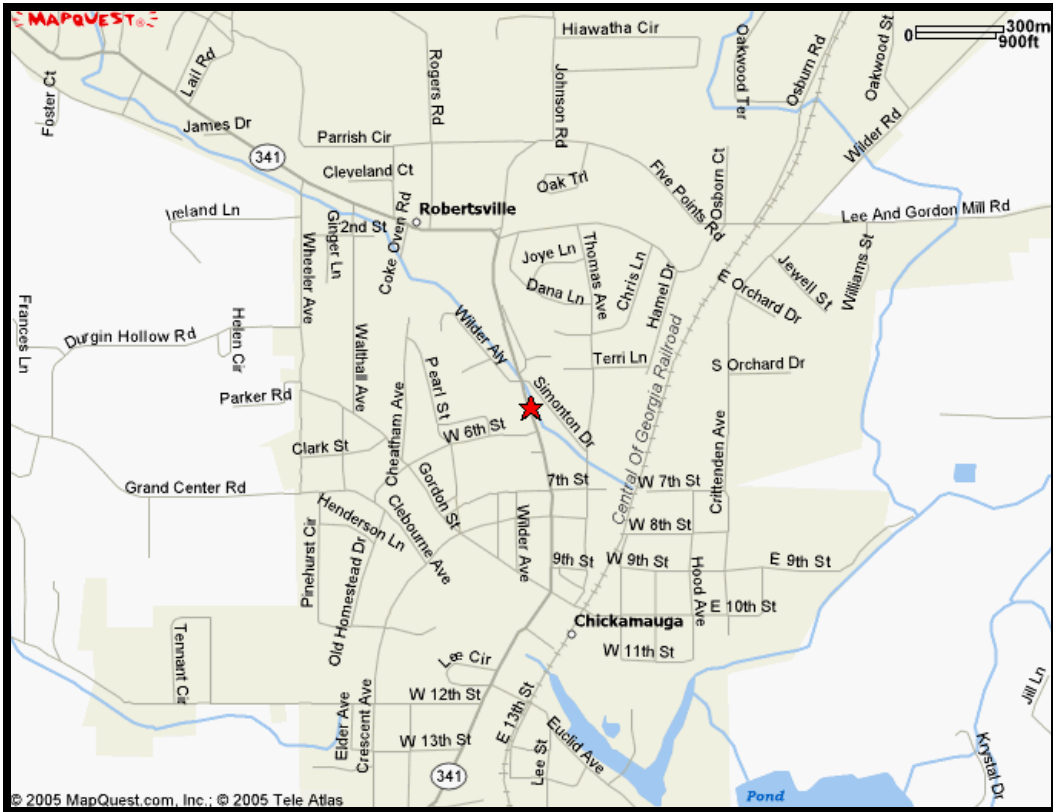 MAPQUEST
300m
0
900ft
Hiawatha Cir
Oakwood Ter
Osburn Rd
Oakwood St
Lail Rd
Rogers Rd
Johnson Rd
Foster Ct
James Dr
Parrish Cir
Wilder Rd
341
Cleveland Ct
Oak Trl
Five Points Rd
Osborn Ct
Robertsville
Ireland Ln
2nd St
Lee And Gordon Mill Rd
Ginger Ln
Coke Oven Rd
Wheeler Ave
Joye Ln
Thomas Ave
Chris Ln
Hamel Dr
Jewell St
Williams St
Dana Ln
E Orchard Dr
Frances Ln
Durgin Hollow Rd
Helen Cir
Walthall Ave
Wilder Aly
Terri Ln
S Orchard Dr
Central Of Georgia Railroad
Parker Rd
Pearl St
Simonton Dr
Cheatham Ave
W 6th St
Clark St
Crittenden Ave
Grand Center Rd
Gordon St
7th St
W 7th St
Henderson Ln
Clebourne Ave
Wilder Ave
W 8th St
Pinehurst Cir
Old Homestead Dr
9th St
W 9th St
Hood Ave
E 9th St
E 10th St
Chickamauga
Tennant Cir
Lee Cir
W 11th St
W 12th St
Elder Ave
Crescent Ave
E 13th St
Jill Ln
W 13th St
Euclid Ave
Lee St
Krystal Dr
341
Pond
© 2005 MapQuest.com, Inc.; © 2005 Tele Atlas